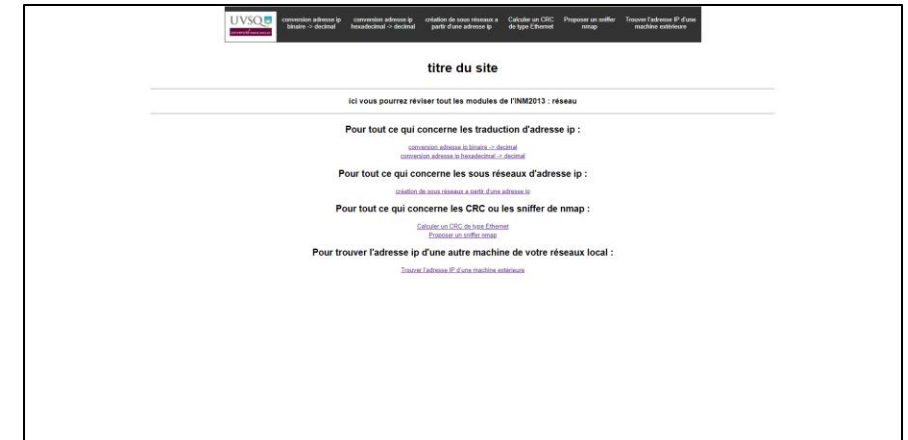 UVSQ
conversion adresse ip
binaire -> decimal
conversion adresse ip
hexadecimal -> decimal
création de sous réseaux a
partir d'une adresse ip
Calculer un CRC
de type Ethernet
Proposer un sniffer
nmap
Trouver l'adresse IP d'une
machine extérieure
titre du site
ici vous pourrez réviser tout les modules de l'INM2013 : réseau
Pour tout ce qui concerne les traduction d'adresse ip :
conversion adresse ip binaire -> decimal
conversion adresse ip hexadecimal -> decimal
Pour tout ce qui concerne les sous réseaux d'adresse ip :
création de sous réseaux a partir d'une adresse ip
Pour tout ce qui concerne les CRC ou les sniffer de nmap :
Calculer un CRC de type Ethernet
Proposer un sniffer nmap
Pour trouver l'adresse ip d'une autre machine de votre réseaux local :
Trouver l'adresse IP d'une machine extérieure